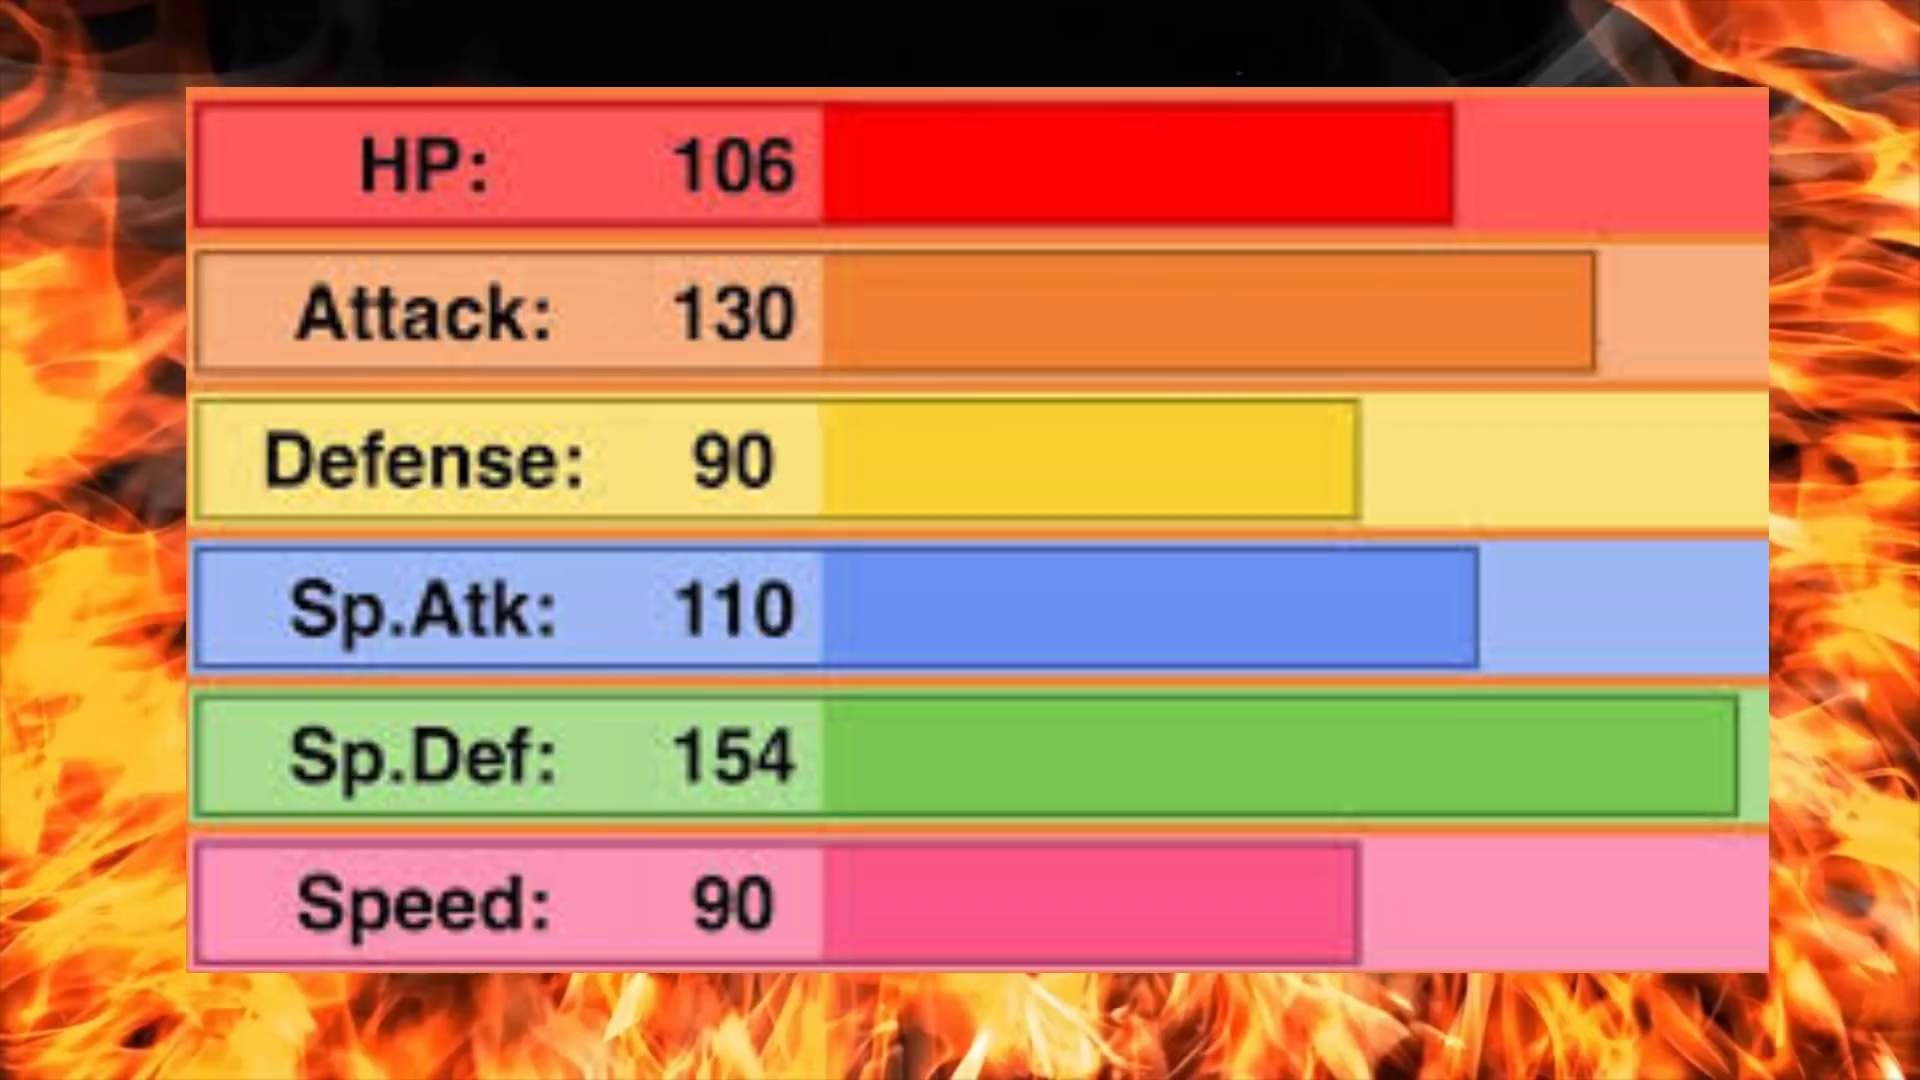 HP: 106
Attack: 130
Defense: 90
Sp.Atk: 110
Sp.Def: 154
Speed: 90